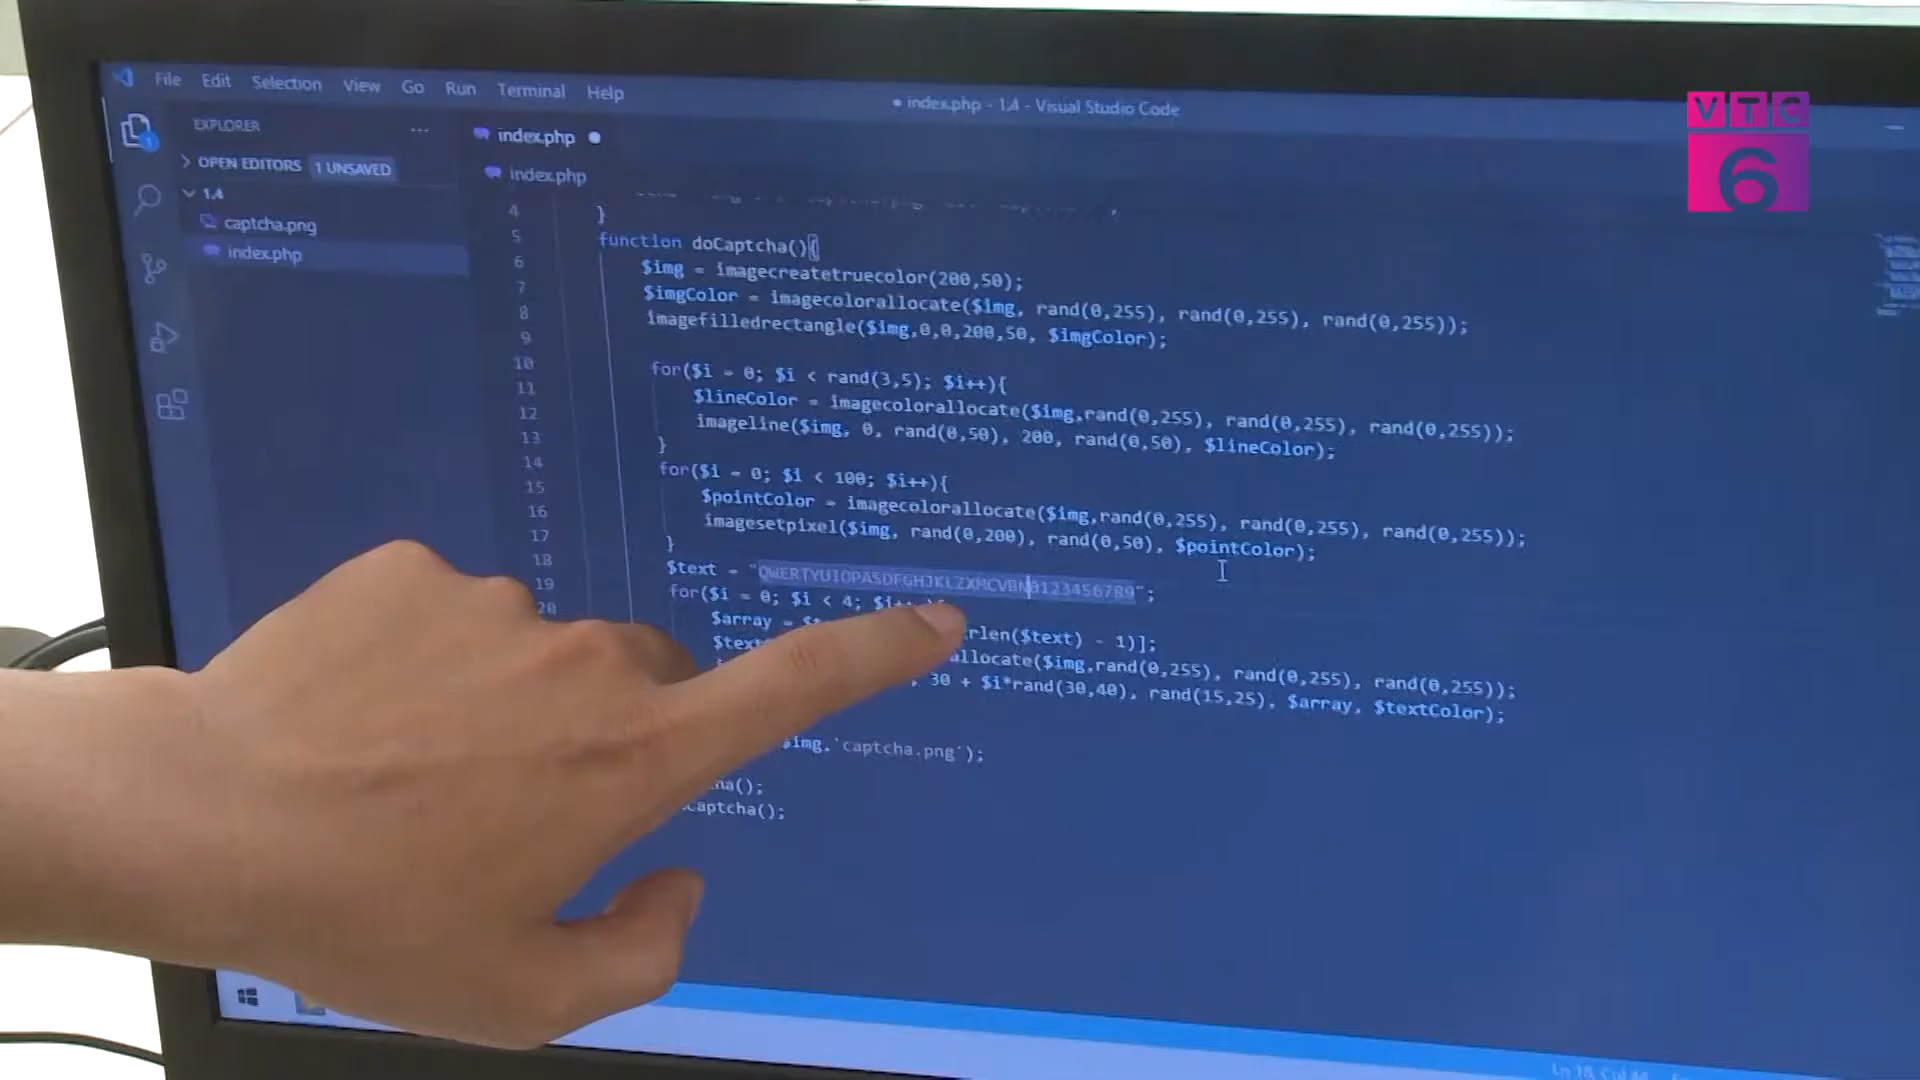 File Edit Selection View Go Run Terminal Help
● index.php - 1.4 - Visual Studio Code
VTC
6
EXPLORER ...
OPEN EDITORS 1 UNSAVED
1.4
captcha.png
index.php
index.php ●
index.php
4 }
5 function doCaptcha(){
6 $img = imagecreatetruecolor(200,50);
7 $imgColor = imagecolorallocate($img, rand(0,255), rand(0,255), rand(0,255));
8 imagefilledrectangle($img,0,0,200,50, $imgColor);
9
10 for($i = 0; $i < rand(3,5); $i++){
11 $lineColor = imagecolorallocate($img,rand(0,255), rand(0,255), rand(0,255));
12 imageline($img, 0, rand(0,50), 200, rand(0,50), $lineColor);
13 }
14 for($i = 0; $i < 100; $i++){
15 $pointColor = imagecolorallocate($img,rand(0,255), rand(0,255), rand(0,255));
16 imagesetpixel($img, rand(0,200), rand(0,50), $pointColor);
17 }
18 $text = "QWERTYUIOPASDFGHJKLZXMCVBN0123456789";
19 for($i = 0; $i < 4; $i++ ){
20 $array = rlen($text) - 1)];
allocate($img,rand(0,255), rand(0,255), rand(0,255));
, 30 + $i*rand(30,40), rand(15,25), $array, $textColor);
$img.'captcha.png');
ha();
captcha();